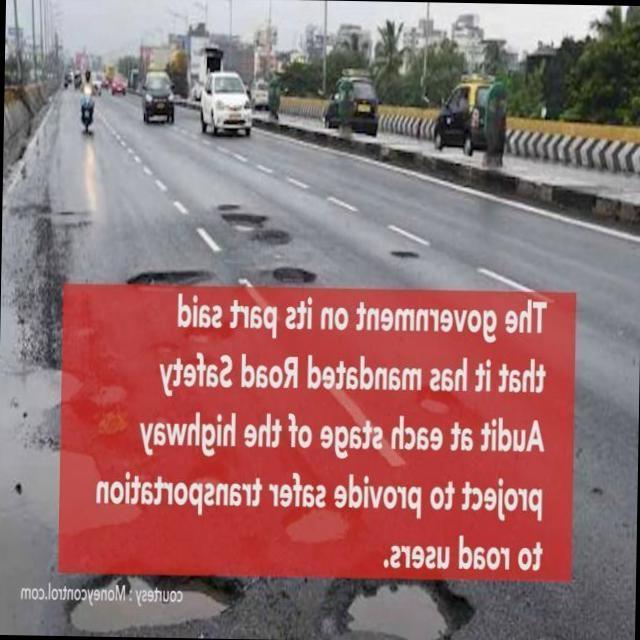 The government on its part said
that it has mandated Road Safety
Audit at each stage of the highway
project to provide safer transportation
to road users.
courtesy : Moneycontrol.com